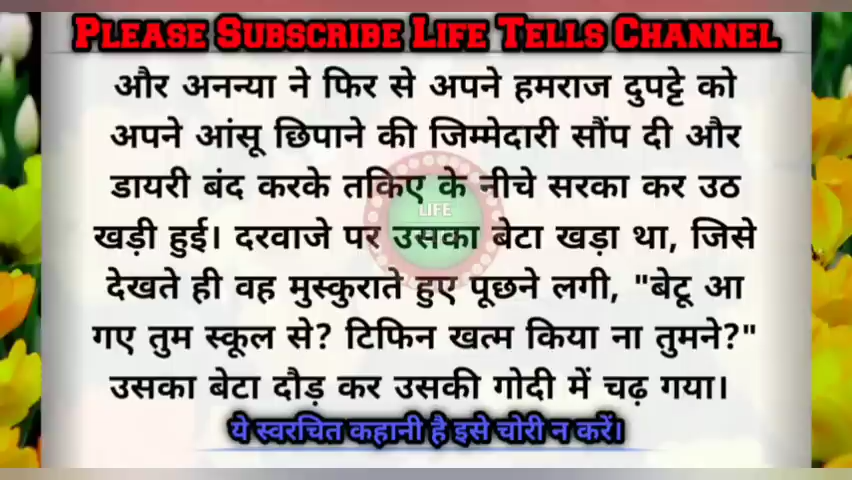 PLEASE SUBSCRIBE LIFE TELLS CHANNEL
और अनन्या ने फिर से अपने हमराज दुपट्टे को
अपने आंसू छिपाने की जिम्मेदारी सौंप दी और
डायरी बंद करके तकिए के नीचे सरका कर उठ
खड़ी हुई। दरवाजे पर उसका बेटा खड़ा था, जिसे
देखते ही वह मुस्कुराते हुए पूछने लगी, "बेटू आ
गए तुम स्कूल से? टिफिन खत्म किया ना तुमने?"
उसका बेटा दौड़ कर उसकी गोदी में चढ़ गया।
ये स्वरचित कहानी है इसे चोरी न करें।
LIFE